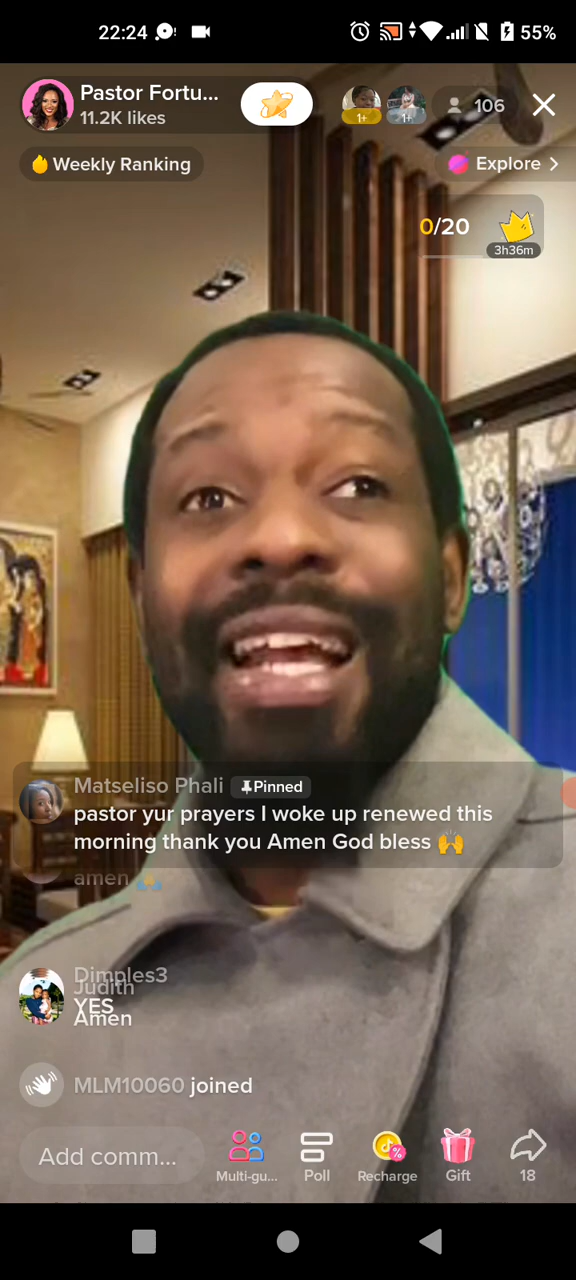 22:24
55%
Pastor Fortu...
11.2K likes
1+
1+
106
Weekly Ranking
Explore
0/20
3h36m
Matseliso Phali Pinned
pastor yur prayers I woke up renewed this
morning thank you Amen God bless 🙌
amen 🙏
Dimples3
Judith
YES
Amen
MLM10060 joined
Add comm...
Multi-gu...
Poll
Recharge
Gift
18